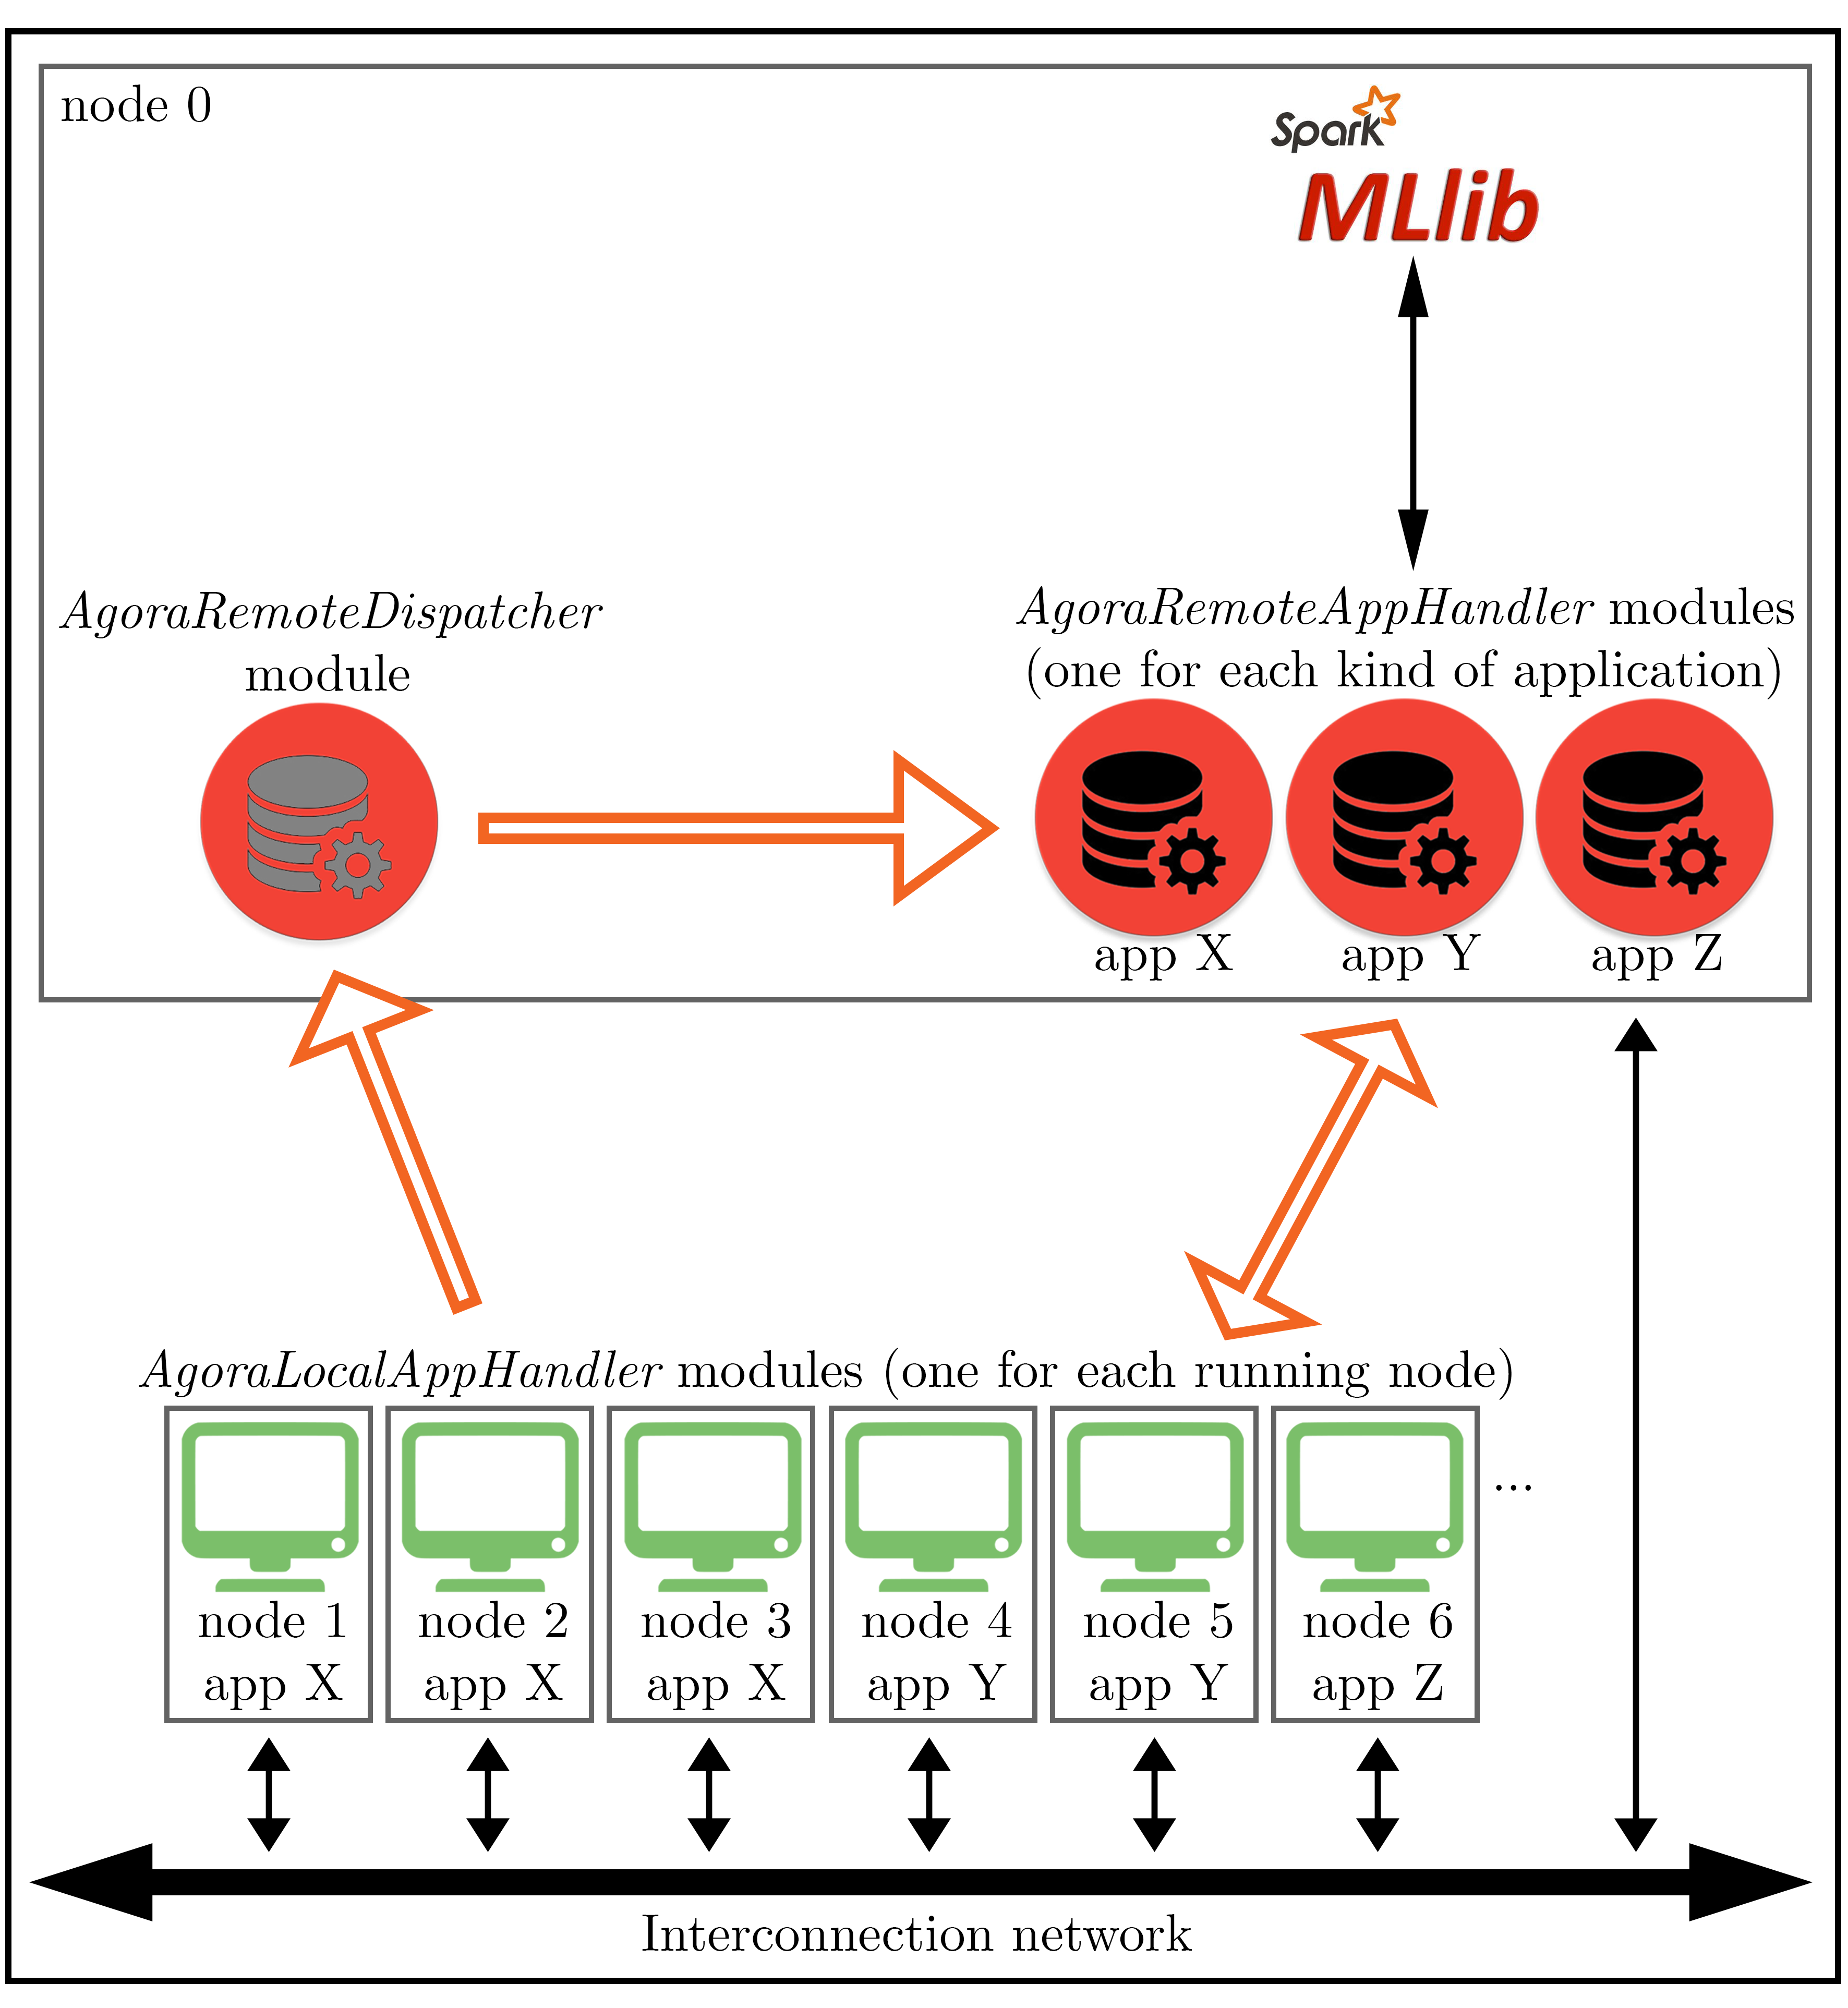 node 0
Spark
MLlib
AgoraRemoteDispatcher
module
AgoraRemoteAppHandler modules
(one for each kind of application)
app X
app Y
app Z
AgoraLocalAppHandler modules (one for each running node)
node 1
app X
node 2
app X
node 3
app X
node 4
app Y
node 5
app Y
node 6
app Z
...
Interconnection network